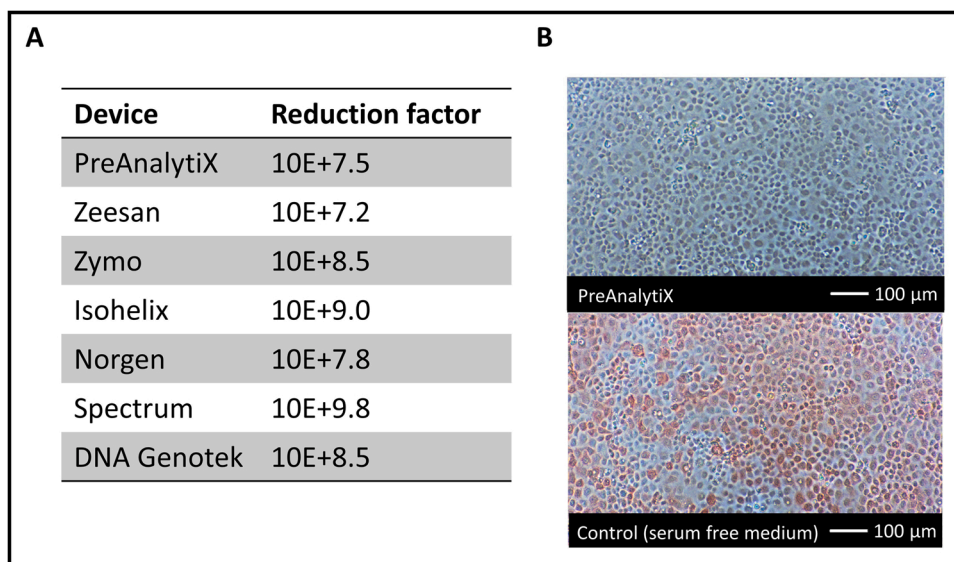 A
Device Reduction factor
PreAnalytiX 10E+7.5
Zeesan 10E+7.2
Zymo 10E+8.5
Isohelix 10E+9.0
Norgen 10E+7.8
Spectrum 10E+9.8
DNA Genotek 10E+8.5
B
PreAnalytiX 100 µm
Control (serum free medium) 100 µm